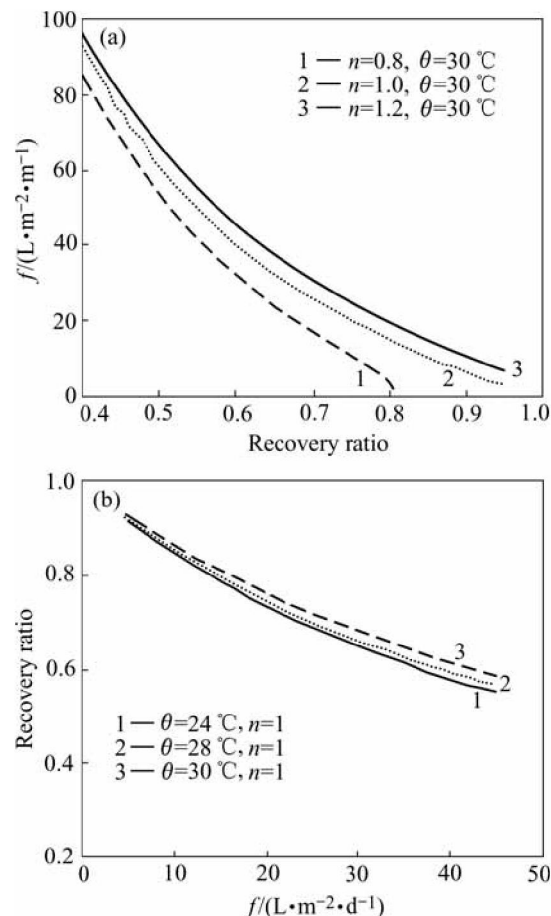 100
(a)
1 — n=0.8, θ=30 ℃
2 — n=1.0, θ=30 ℃
3 — n=1.2, θ=30 ℃
80
60
40
20
0
f/(L•m⁻²•m⁻¹)
1
2
3
0.4 0.5 0.6 0.7 0.8 0.9 1.0
Recovery ratio
1.0
(b)
0.8
0.6
0.4
0.2
Recovery ratio
3
2
1
1 — θ=24 ℃, n=1
2 — θ=28 ℃, n=1
3 — θ=30 ℃, n=1
0 10 20 30 40 50
f/(L•m⁻²•d⁻¹)